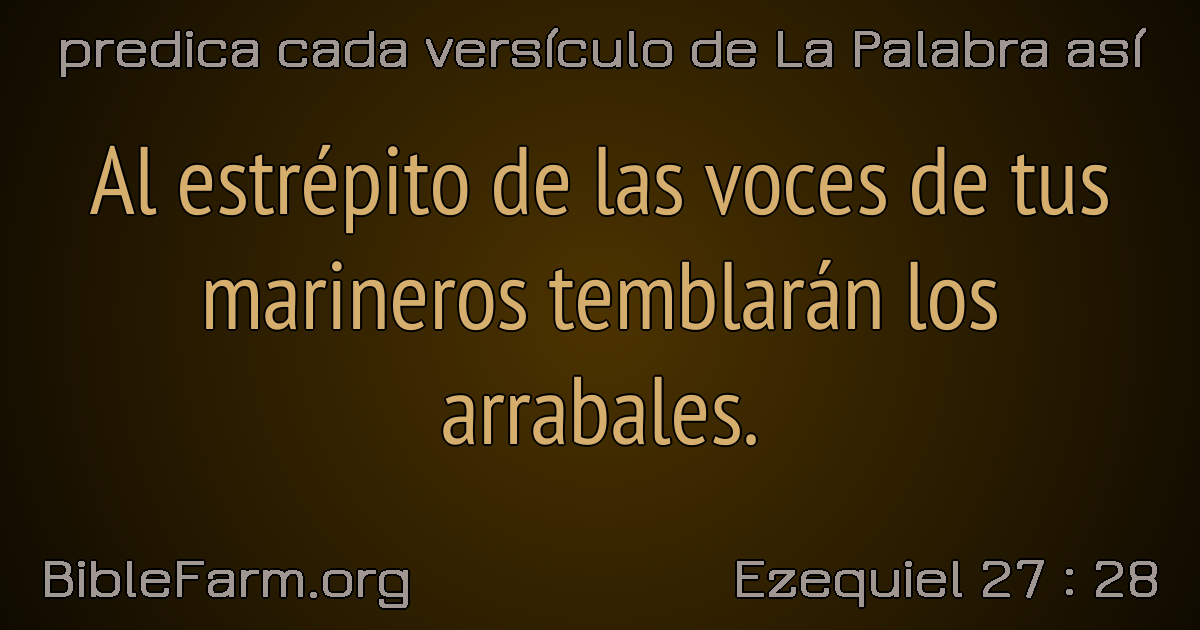 predica cada versículo de La Palabra así
Al estrépito de las voces de tus
marineros temblarán los
arrabales.
BibleFarm.org
Ezequiel 27 : 28